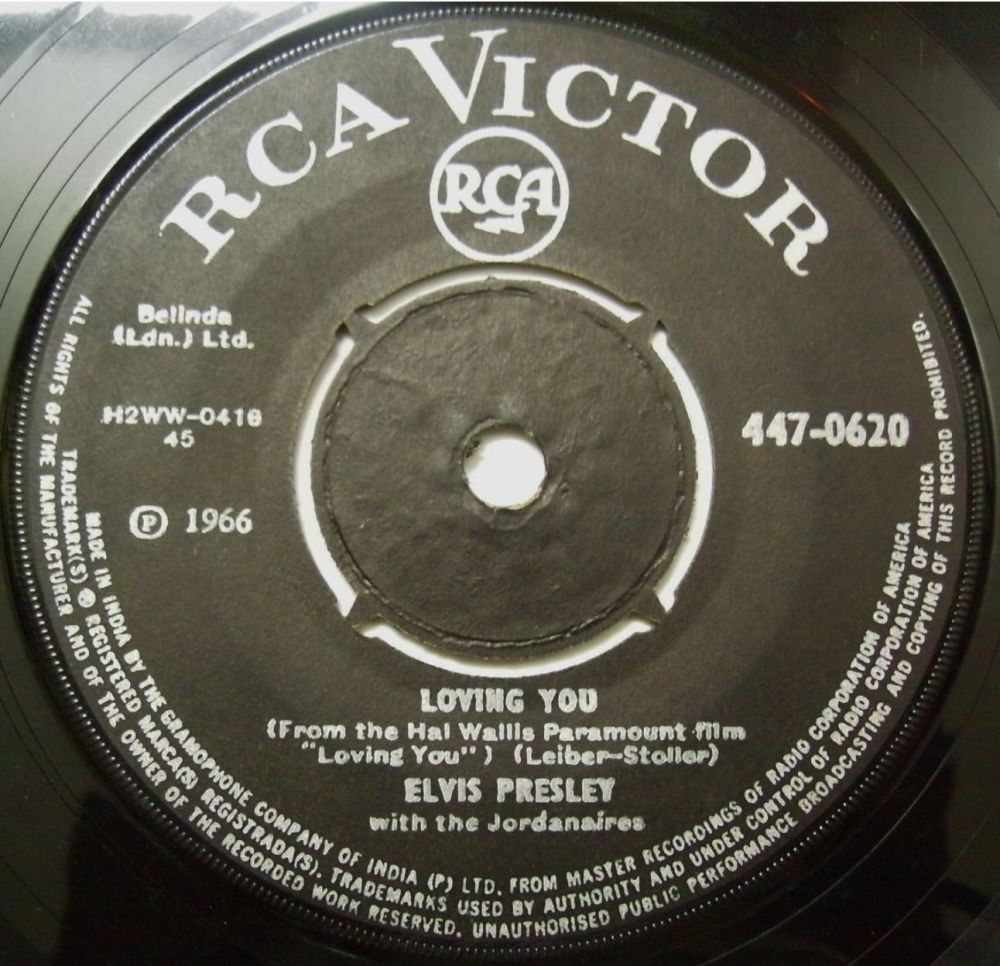 RCA VICTOR
RCA
Belinda
(Ldn.) Ltd.
H2WW-0418
45
Ⓟ 1966
447-0620
LOVING YOU
(From the Hal Wallis Paramount film
"Loving You") (Leiber-Stoller)
ELVIS PRESLEY
with the Jordanaires
MADE IN INDIA BY THE GRAMOPHONE COMPANY OF INDIA (P) LTD. FROM MASTER RECORDINGS OF RADIO CORPORATION OF AMERICA
TRADEMARK(S) ® REGISTERED MARCA(S) REGISTRADA(S). TRADEMARKS USED BY AUTHORITY AND UNDER CONTROL OF RADIO CORPORATION OF AMERICA
ALL RIGHTS OF THE MANUFACTURER AND OF THE OWNER OF THE RECORDED WORK RESERVED. UNAUTHORISED PUBLIC PERFORMANCE BROADCASTING AND COPYING OF THIS RECORD PROHIBITED.